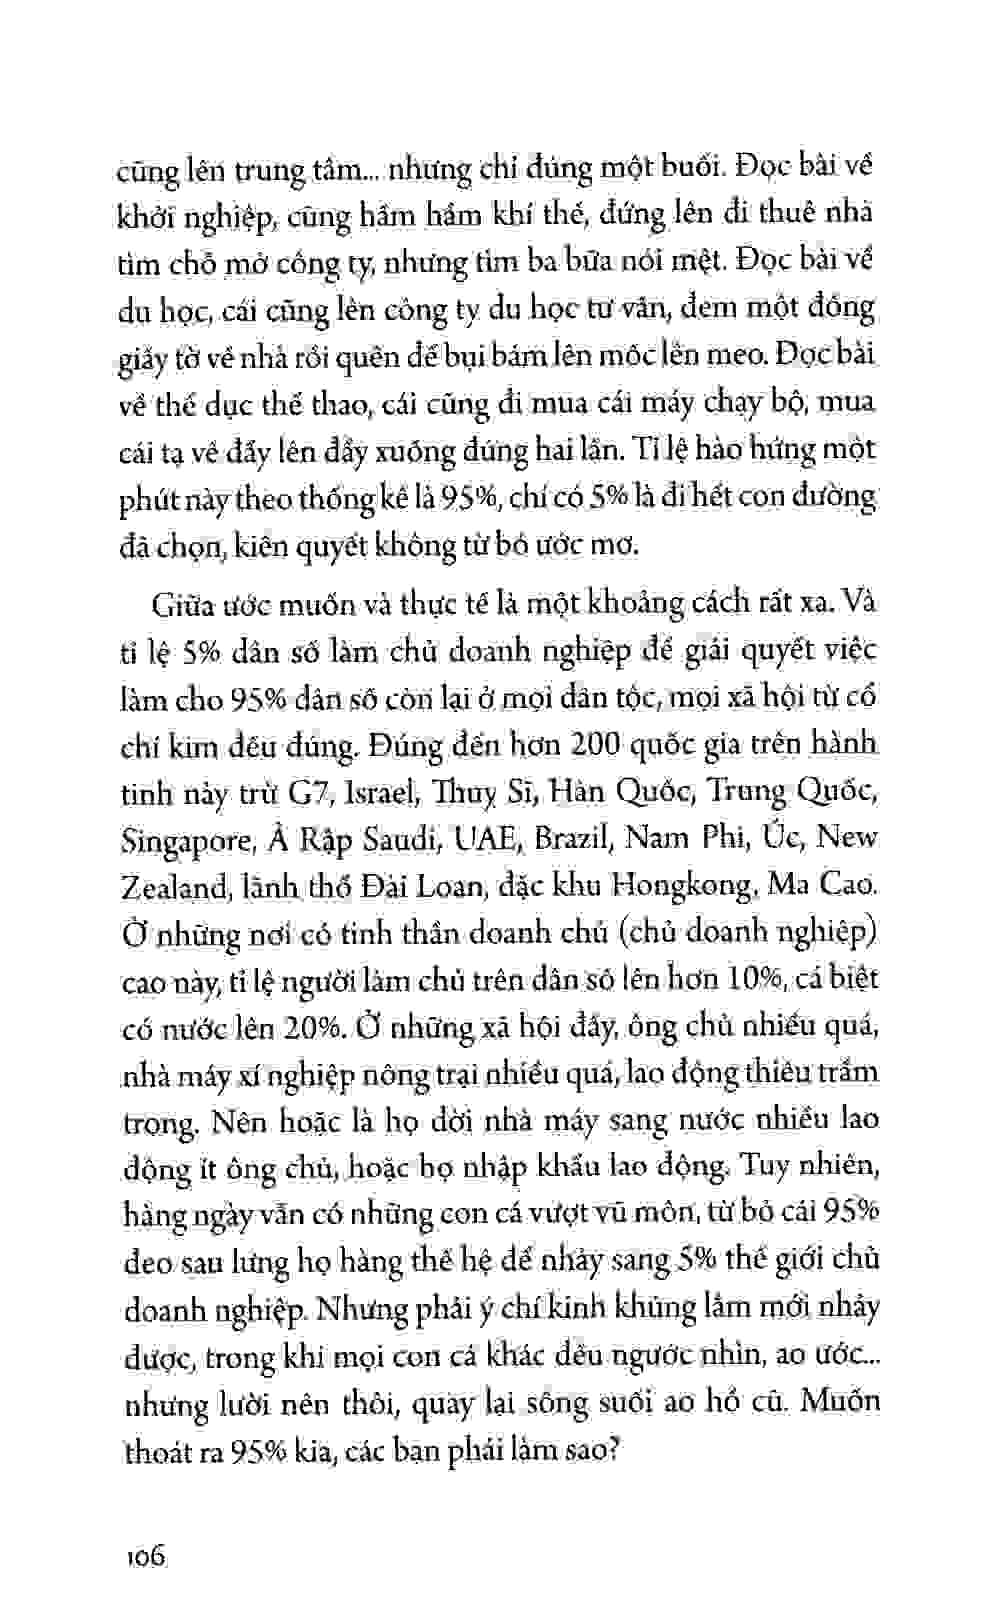 cũng lên trung tâm... nhưng chỉ đúng một buổi. Đọc bài về
khởi nghiệp, cũng hầm hầm khí thế, đứng lên đi thuê nhà
tìm chỗ mở công ty, nhưng tìm ba bữa nói mệt. Đọc bài về
du học, cái cũng lên công ty du học tư vấn, đem một đống
giấy tờ về nhà rồi quên để bụi bám lên mốc lên meo. Đọc bài
về thể dục thể thao, cái cũng đi mua cái máy chạy bộ, mua
cái tạ về đẩy lên đẩy xuống đúng hai lần. Tỉ lệ hào hứng một
phút này theo thống kê là 95%, chỉ có 5% là đi hết con đường
đã chọn, kiên quyết không từ bỏ ước mơ.
Giữa ước muốn và thực tế là một khoảng cách rất xa. Và
tỉ lệ 5% dân số làm chủ doanh nghiệp để giải quyết việc
làm cho 95% dân số còn lại ở mọi dân tộc, mọi xã hội từ cổ
chí kim đều đúng. Đúng đến hơn 200 quốc gia trên hành
tinh này trừ G7, Israel, Thuỵ Sĩ, Hàn Quốc, Trung Quốc,
Singapore, Ả Rập Saudi, UAE, Brazil, Nam Phi, Úc, New
Zealand, lãnh thổ Đài Loan, đặc khu Hongkong, Ma Cao.
Ở những nơi có tinh thần doanh chủ (chủ doanh nghiệp)
cao này, tỉ lệ người làm chủ trên dân số lên hơn 10%, cá biệt
có nước lên 20%. Ở những xã hội đấy, ông chủ nhiều quá,
nhà máy xí nghiệp nông trại nhiều quá, lao động thiếu trầm
trọng. Nên hoặc là họ dời nhà máy sang nước nhiều lao
động ít ông chủ, hoặc họ nhập khẩu lao động. Tuy nhiên,
hàng ngày vẫn có những con cá vượt vũ môn, từ bỏ cái 95%
đeo sau lưng họ hàng thế hệ để nhảy sang 5% thế giới chủ
doanh nghiệp. Nhưng phải ý chí kinh khủng lắm mới nhảy
được, trong khi mọi con cá khác đều ngước nhìn, ao ước...
nhưng lười nên thôi, quay lại sông suối ao hồ cũ. Muốn
thoát ra 95% kia, các bạn phải làm sao?
106